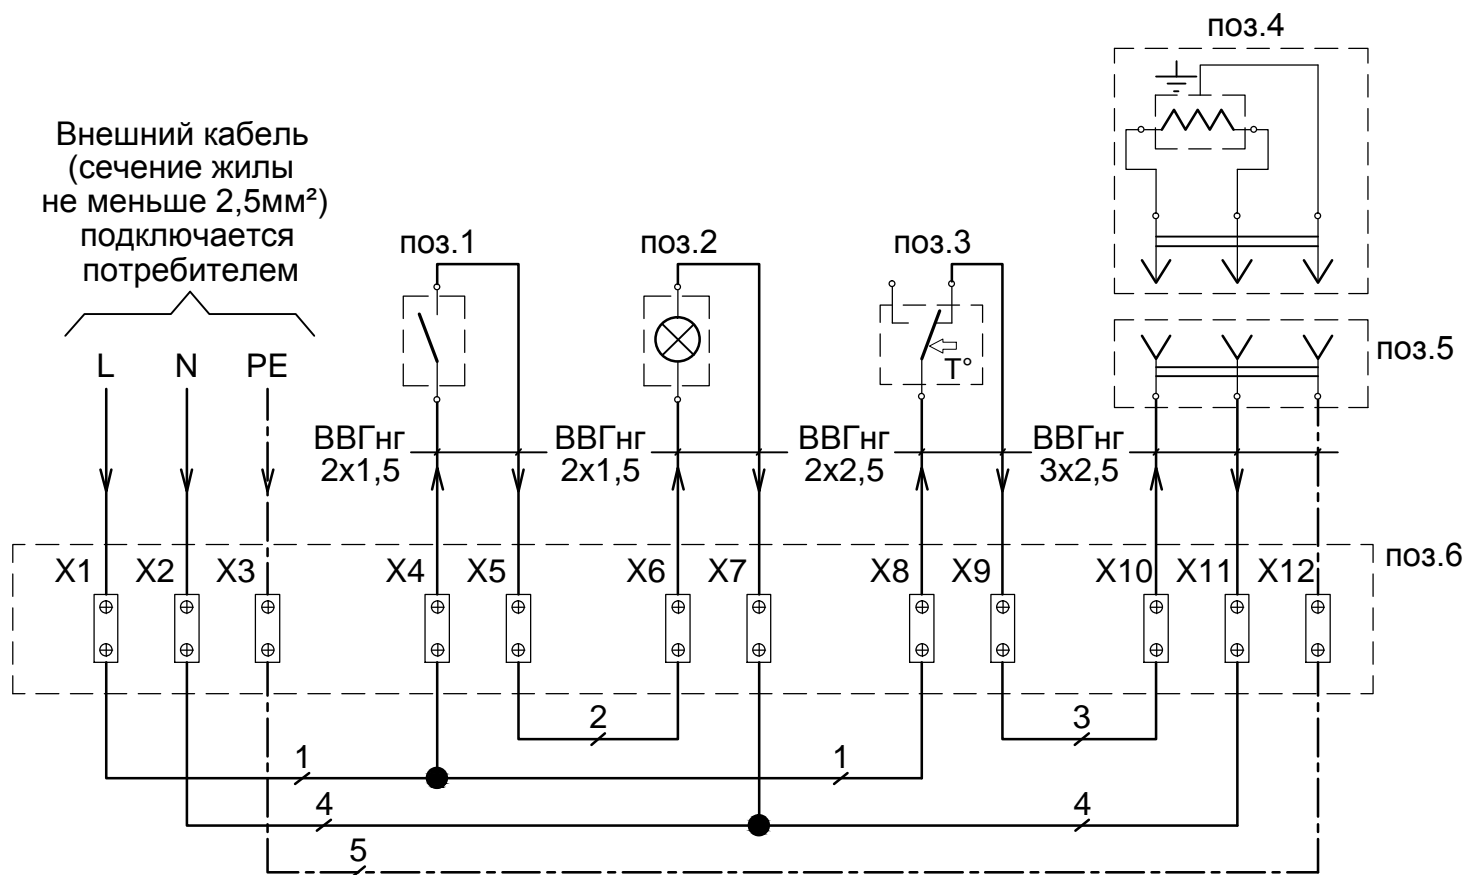 поз.4
Внешний кабель
(сечение жилы
не меньше 2,5мм²)
подключается
потребителем
поз.1
поз.2
поз.3
поз.5
L
N
PE
T°
ВВГнг
2х1,5
ВВГнг
2х1,5
ВВГнг
2х2,5
ВВГнг
3х2,5
поз.6
X1
X2
X3
X4
X5
X6
X7
X8
X9
X10
X11
X12
2
3
1
1
4
4
5